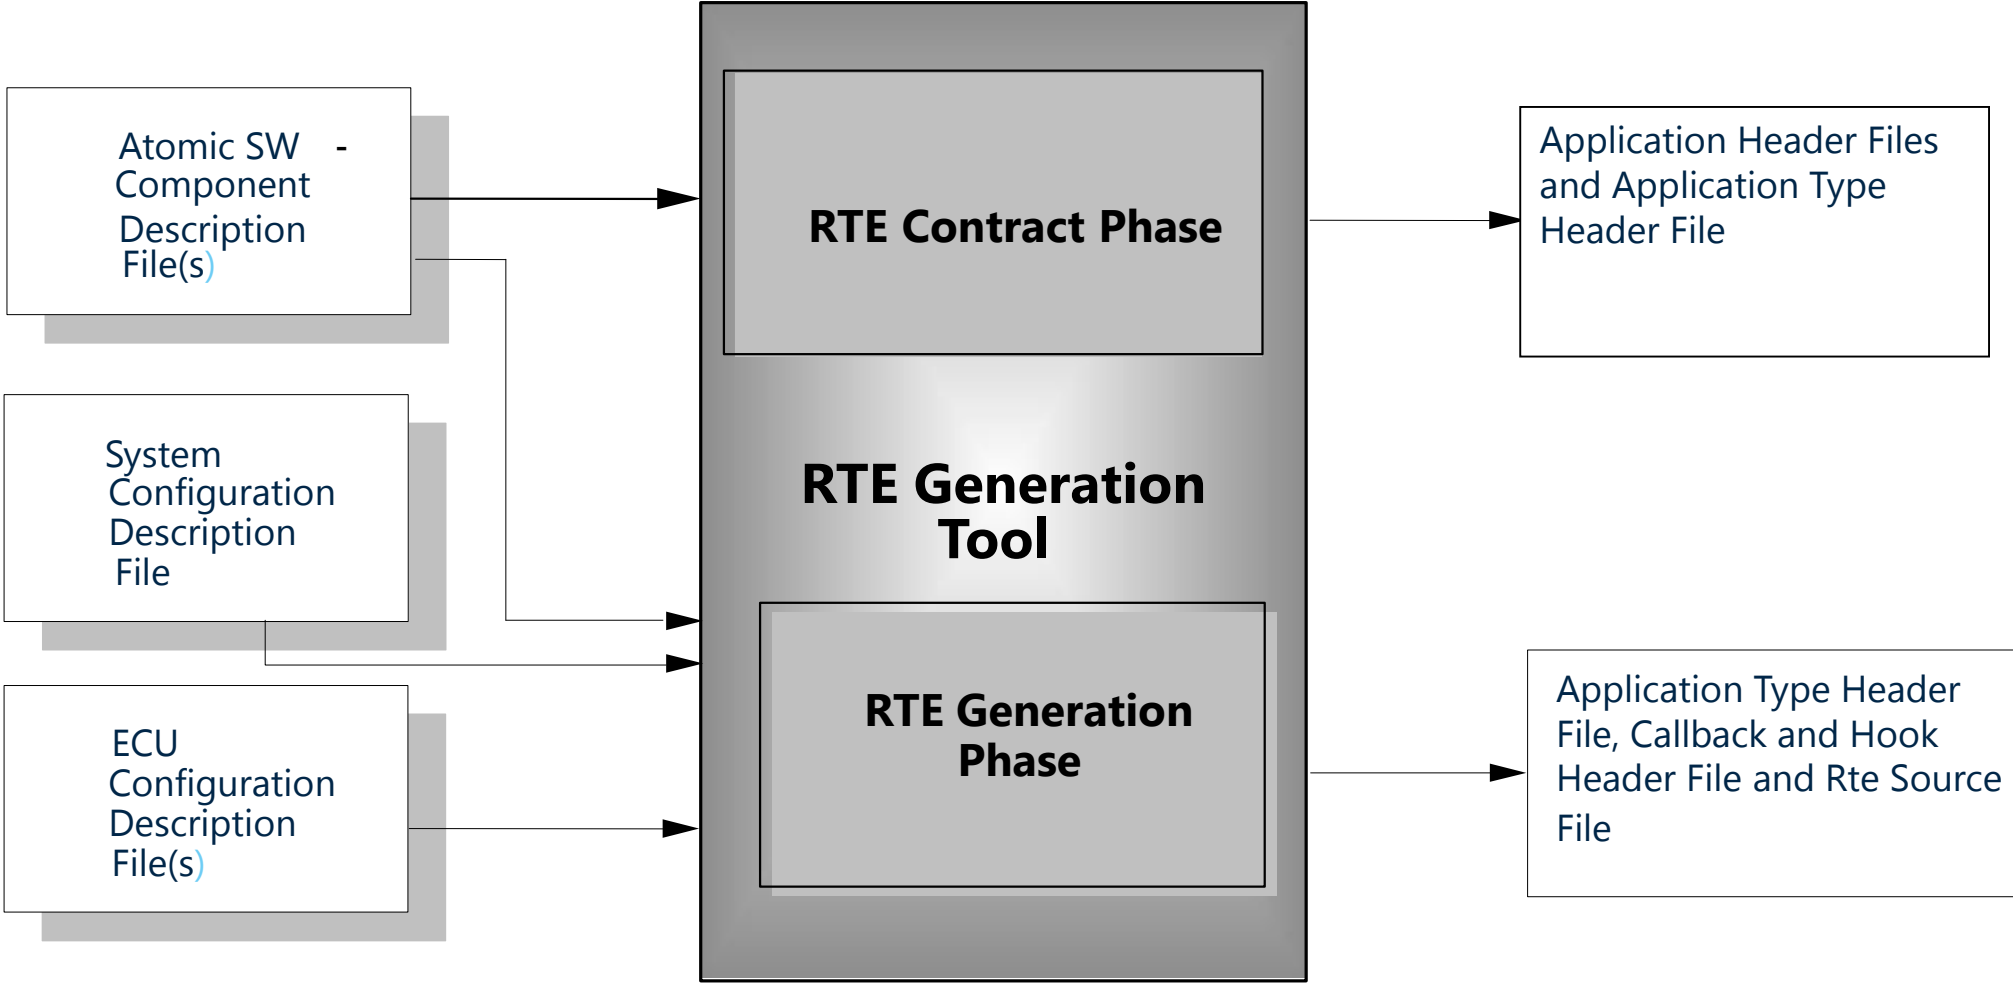 Atomic SW -
Component
Description
File(s)
System
Configuration
Description
File
ECU
Configuration
Description
File(s)
RTE Contract Phase
RTE Generation
Tool
RTE Generation
Phase
Application Header Files
and Application Type
Header File
Application Type Header
File, Callback and Hook
Header File and Rte Source
File